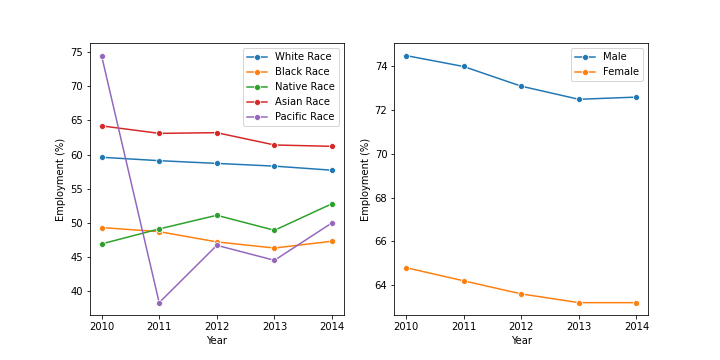 White Race
Black Race
Native Race
Asian Race
Pacific Race
75
70
65
60
55
50
45
40
Employment (%)
2010 2011 2012 2013 2014
Year
Male
Female
74
72
70
68
66
64
Employment (%)
2010 2011 2012 2013 2014
Year